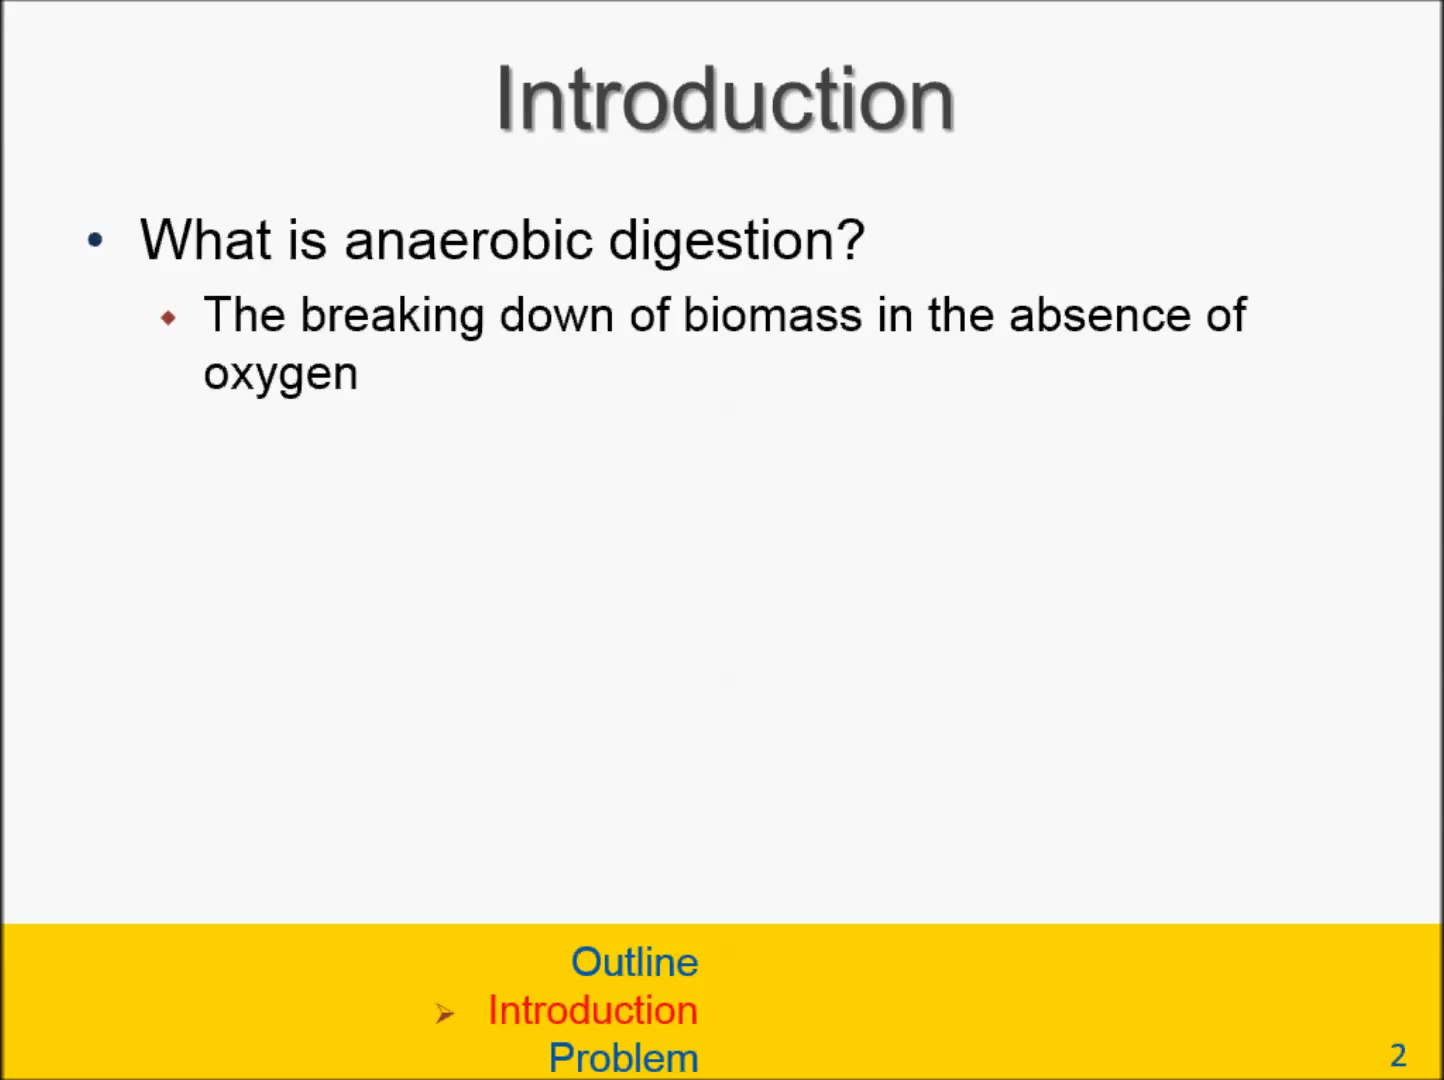 Introduction
• What is anaerobic digestion?
◆ The breaking down of biomass in the absence of
oxygen
Outline
➢ Introduction
Problem
2